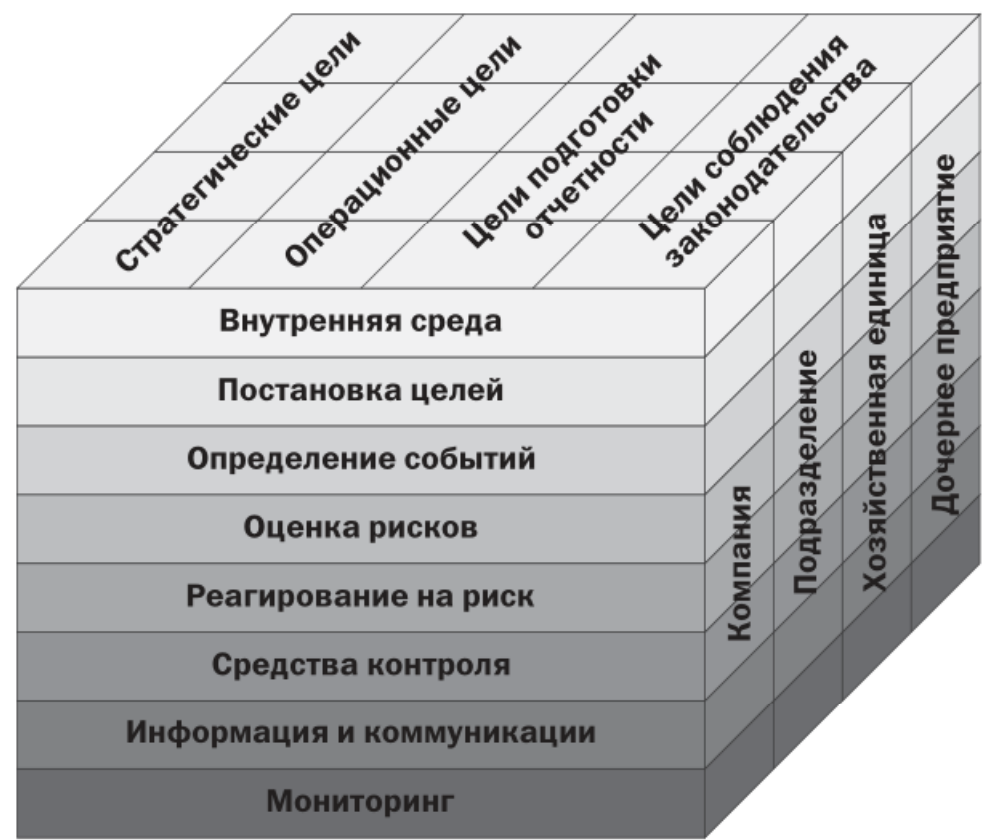 Стратегические цели
Операционные цели
Цели подготовки
отчетности
Цели соблюдения
законодательства
Внутренняя среда
Постановка целей
Определение событий
Оценка рисков
Реагирование на риск
Средства контроля
Информация и коммуникации
Мониторинг
Компания
Подразделение
Хозяйственная единица
Дочернее предприятие